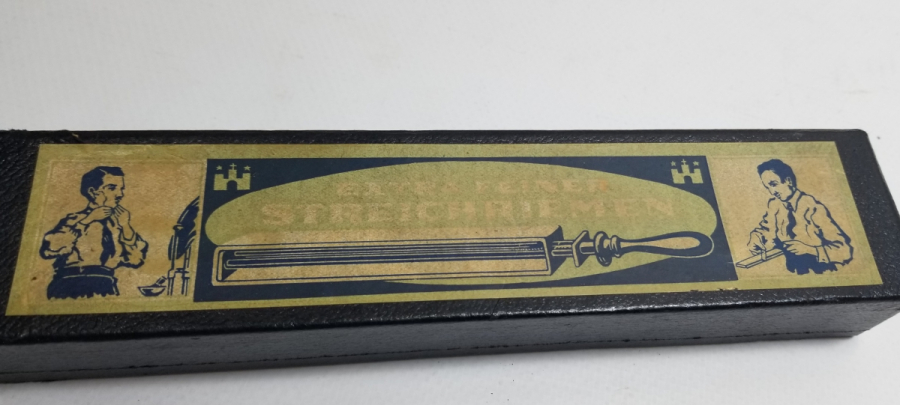 EXTRA FEINER
STREICHRIEMEN